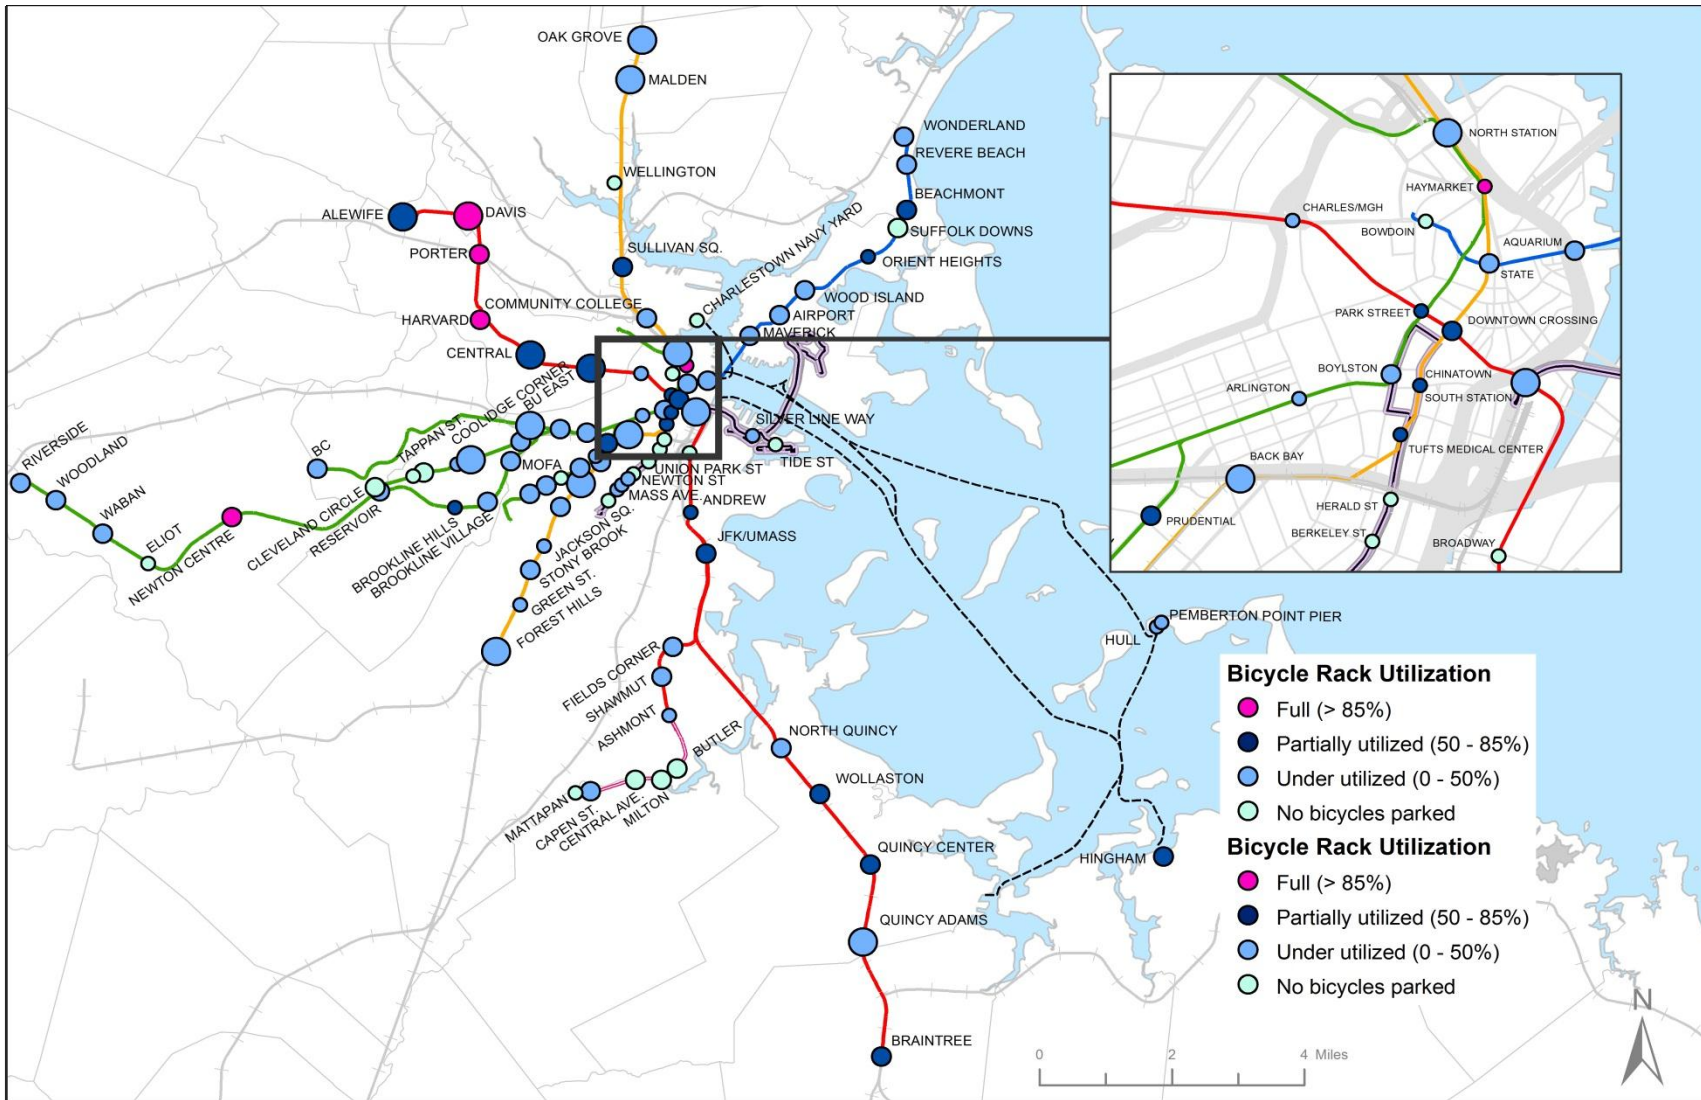 OAK GROVE
MALDEN
WELLINGTON
SULLIVAN SQ.
COMMUNITY COLLEGE
CHARLESTOWN NAVY YARD
WONDERLAND
REVERE BEACH
BEACHMONT
SUFFOLK DOWNS
ORIENT HEIGHTS
WOOD ISLAND
AIRPORT
MAVERICK
ALEWIFE
DAVIS
PORTER
HARVARD
CENTRAL
BU EAST
COOLIDGE CORNER
TAPPAN ST.
RIVERSIDE
WOODLAND
WABAN
ELIOT
NEWTON CENTRE
BC
CLEVELAND CIRCLE
RESERVOIR
BROOKLINE HILLS
BROOKLINE VILLAGE
MOFA
SILVER LINE WAY
TIDE ST
UNION PARK ST
NEWTON ST
MASS AVE.
ANDREW
JFK/UMASS
JACKSON SQ.
STONY BROOK
GREEN ST.
FOREST HILLS
FIELDS CORNER
SHAWMUT
ASHMONT
BUTLER
MILTON
CENTRAL AVE.
CAPEN ST.
MATTAPAN
NORTH QUINCY
WOLLASTON
QUINCY CENTER
QUINCY ADAMS
BRAINTREE
HULL
PEMBERTON POINT PIER
HINGHAM
NORTH STATION
HAYMARKET
CHARLES/MGH
BOWDOIN
AQUARIUM
STATE
PARK STREET
DOWNTOWN CROSSING
BOYLSTON
CHINATOWN
ARLINGTON
SOUTH STATION
TUFTS MEDICAL CENTER
BACK BAY
PRUDENTIAL
HERALD ST
BERKELEY ST
BROADWAY
Bicycle Rack Utilization
Full (> 85%)
Partially utilized (50 - 85%)
Under utilized (0 - 50%)
No bicycles parked
Bicycle Rack Utilization
Full (> 85%)
Partially utilized (50 - 85%)
Under utilized (0 - 50%)
No bicycles parked
N
0 2 4 Miles